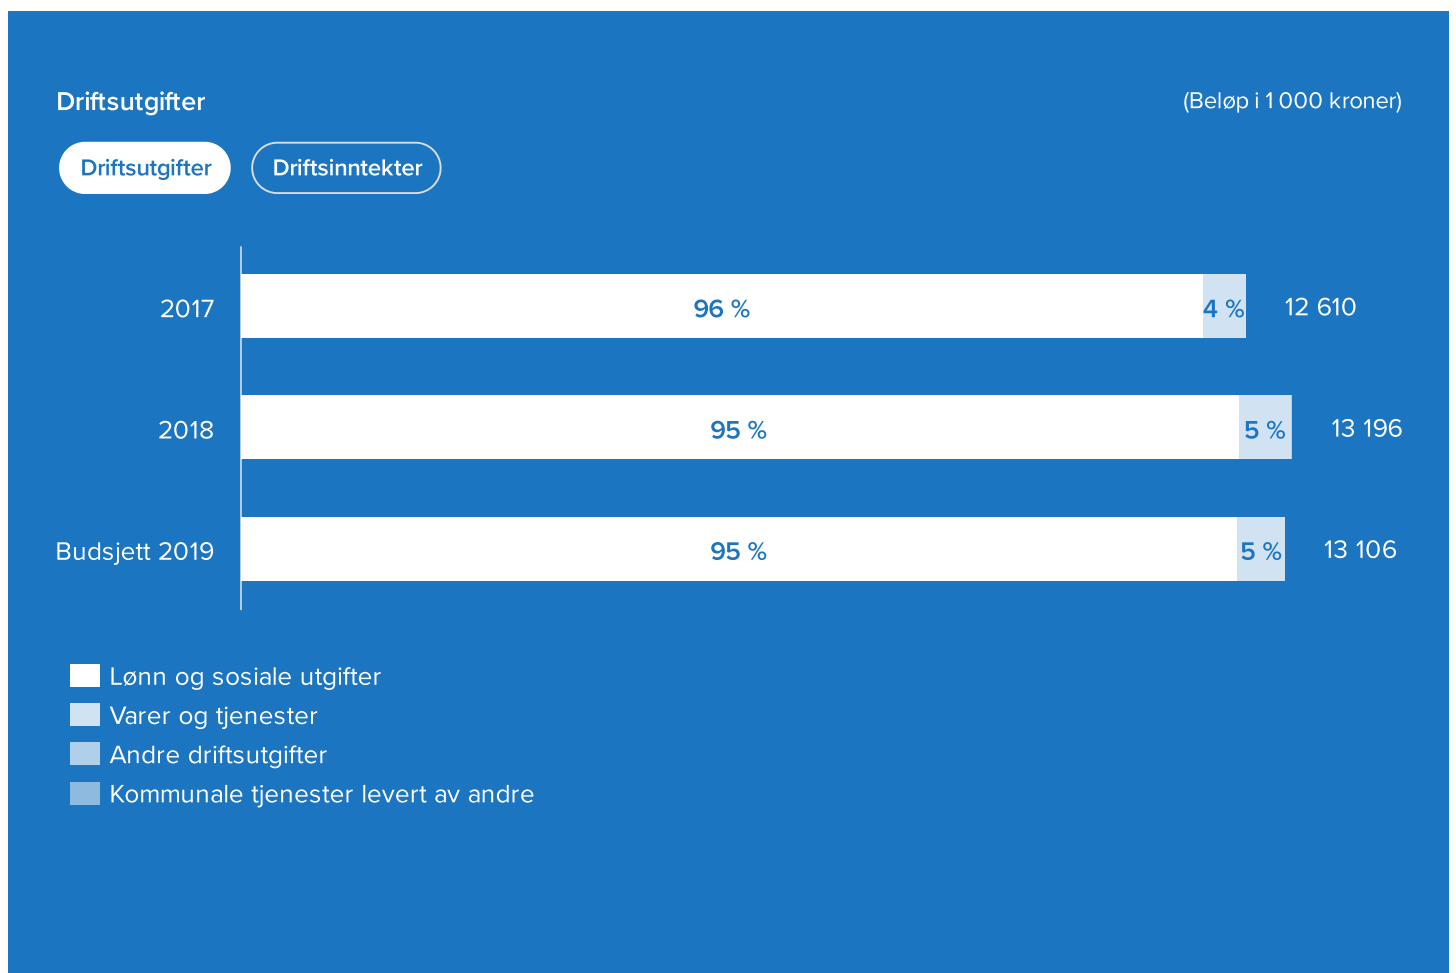 Driftsutgifter
(Beløp i 1 000 kroner)
Driftsutgifter
Driftsinntekter
2017 96 % 4 % 12 610
2018 95 % 5 % 13 196
Budsjett 2019 95 % 5 % 13 106
Lønn og sosiale utgifter
Varer og tjenester
Andre driftsutgifter
Kommunale tjenester levert av andre